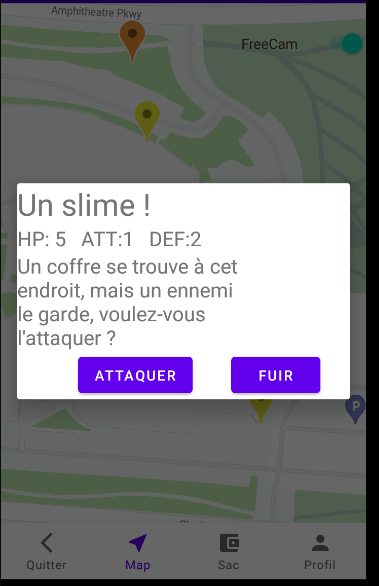 Amphitheatre Pkwy
FreeCam
Un slime !
HP: 5 ATT:1 DEF:2
Un coffre se trouve à cet
endroit, mais un ennemi
le garde, voulez-vous
l'attaquer ?
ATTAQUER FUIR
P
Quitter Map Sac Profil